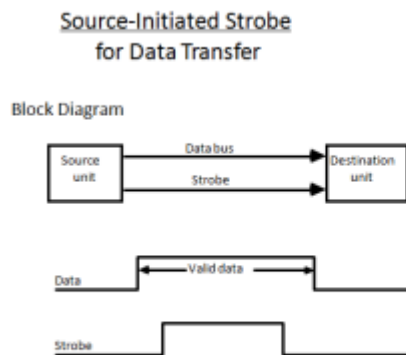 Source-Initiated Strobe
for Data Transfer
Block Diagram
Source
unit
Data bus
Strobe
Destination
unit
Data
Valid data
Strobe